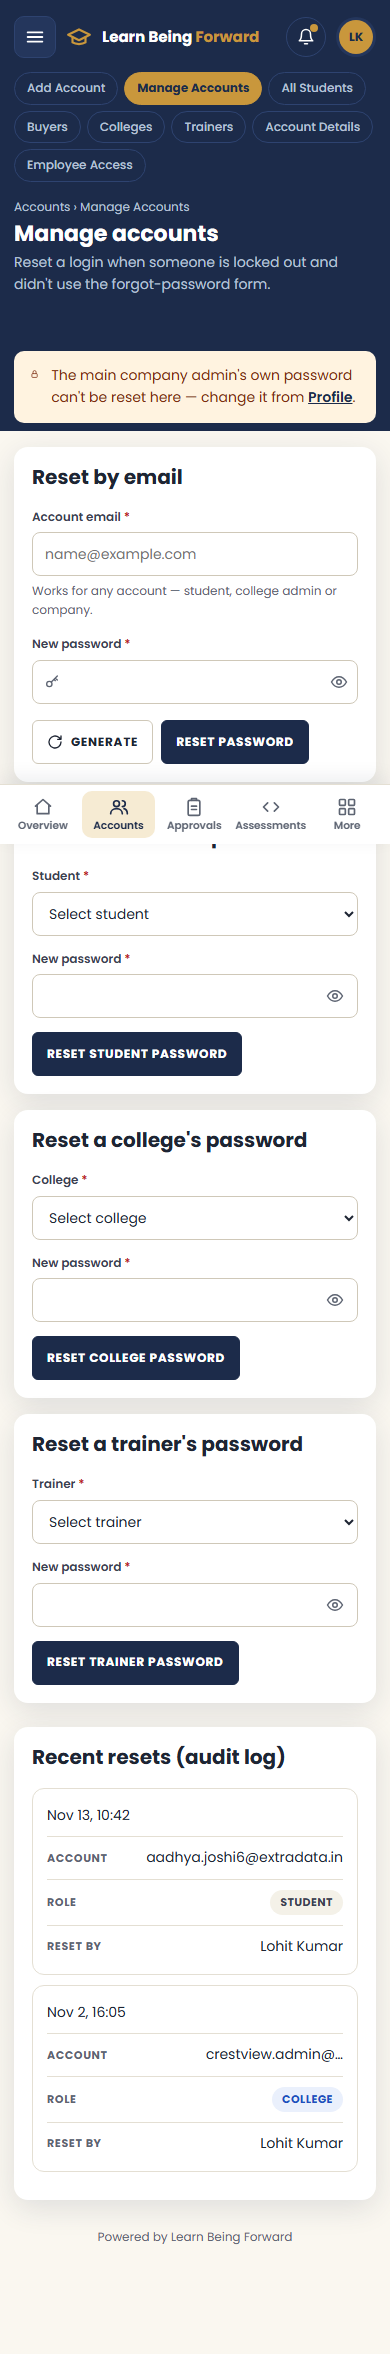 Learn Being Forward
LK
Add Account
Manage Accounts
All Students
Buyers
Colleges
Trainers
Account Details
Employee Access
Accounts › Manage Accounts
Manage accounts
Reset a login when someone is locked out and
didn't use the forgot-password form.
The main company admin's own password
can't be reset here — change it from Profile.
Reset by email
Account email *
name@example.com
Works for any account — student, college admin or
company.
New password *
GENERATE
RESET PASSWORD
Overview
Accounts
Approvals
Assessments
More
Student *
Select student
New password *
RESET STUDENT PASSWORD
Reset a college's password
College *
Select college
New password *
RESET COLLEGE PASSWORD
Reset a trainer's password
Trainer *
Select trainer
New password *
RESET TRAINER PASSWORD
Recent resets (audit log)
Nov 13, 10:42
ACCOUNT aadhya.joshi6@extradata.in
ROLE STUDENT
RESET BY Lohit Kumar
Nov 2, 16:05
ACCOUNT crestview.admin@…
ROLE COLLEGE
RESET BY Lohit Kumar
Powered by Learn Being Forward